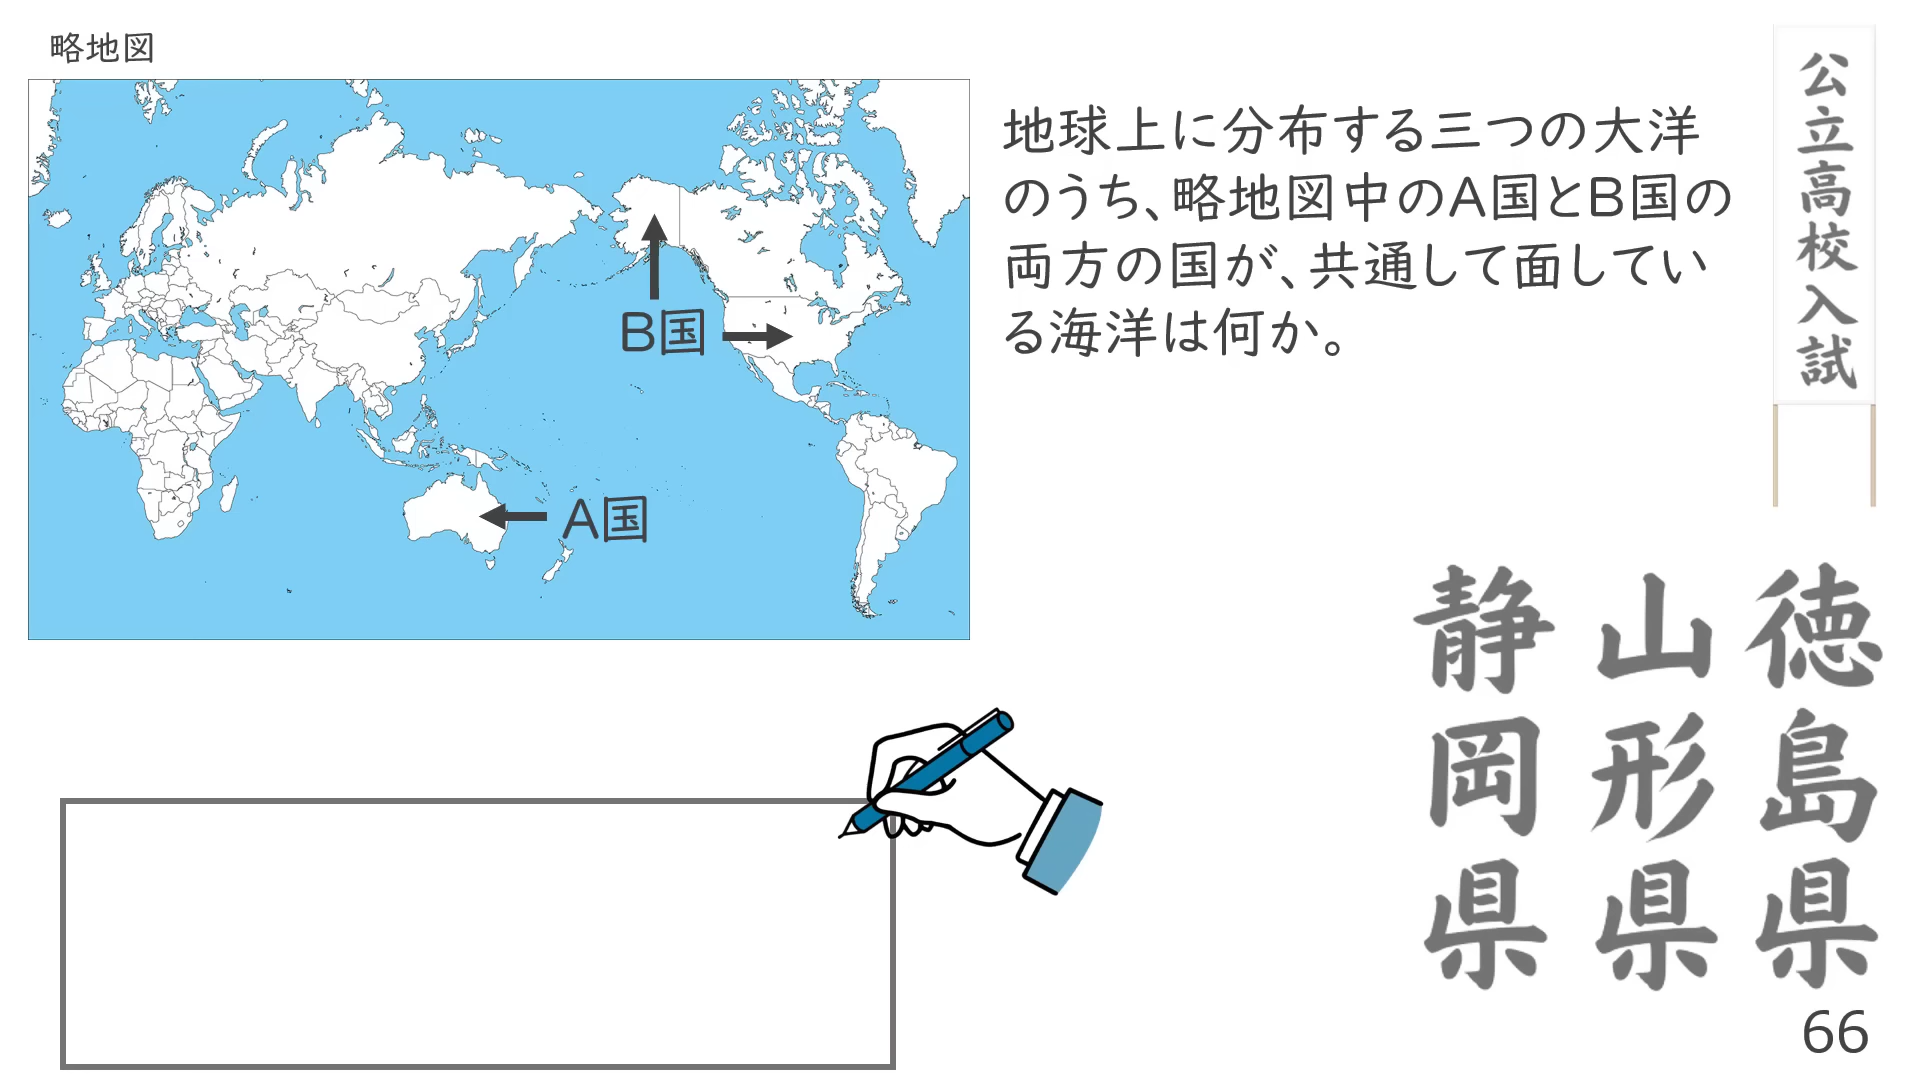 略地図
地球上に分布する三つの大洋
のうち、略地図中のA国とB国の
両方の国が、共通して面してい
る海洋は何か。
B国
A国
公立高校入試
徳島県
山形県
静岡県
66